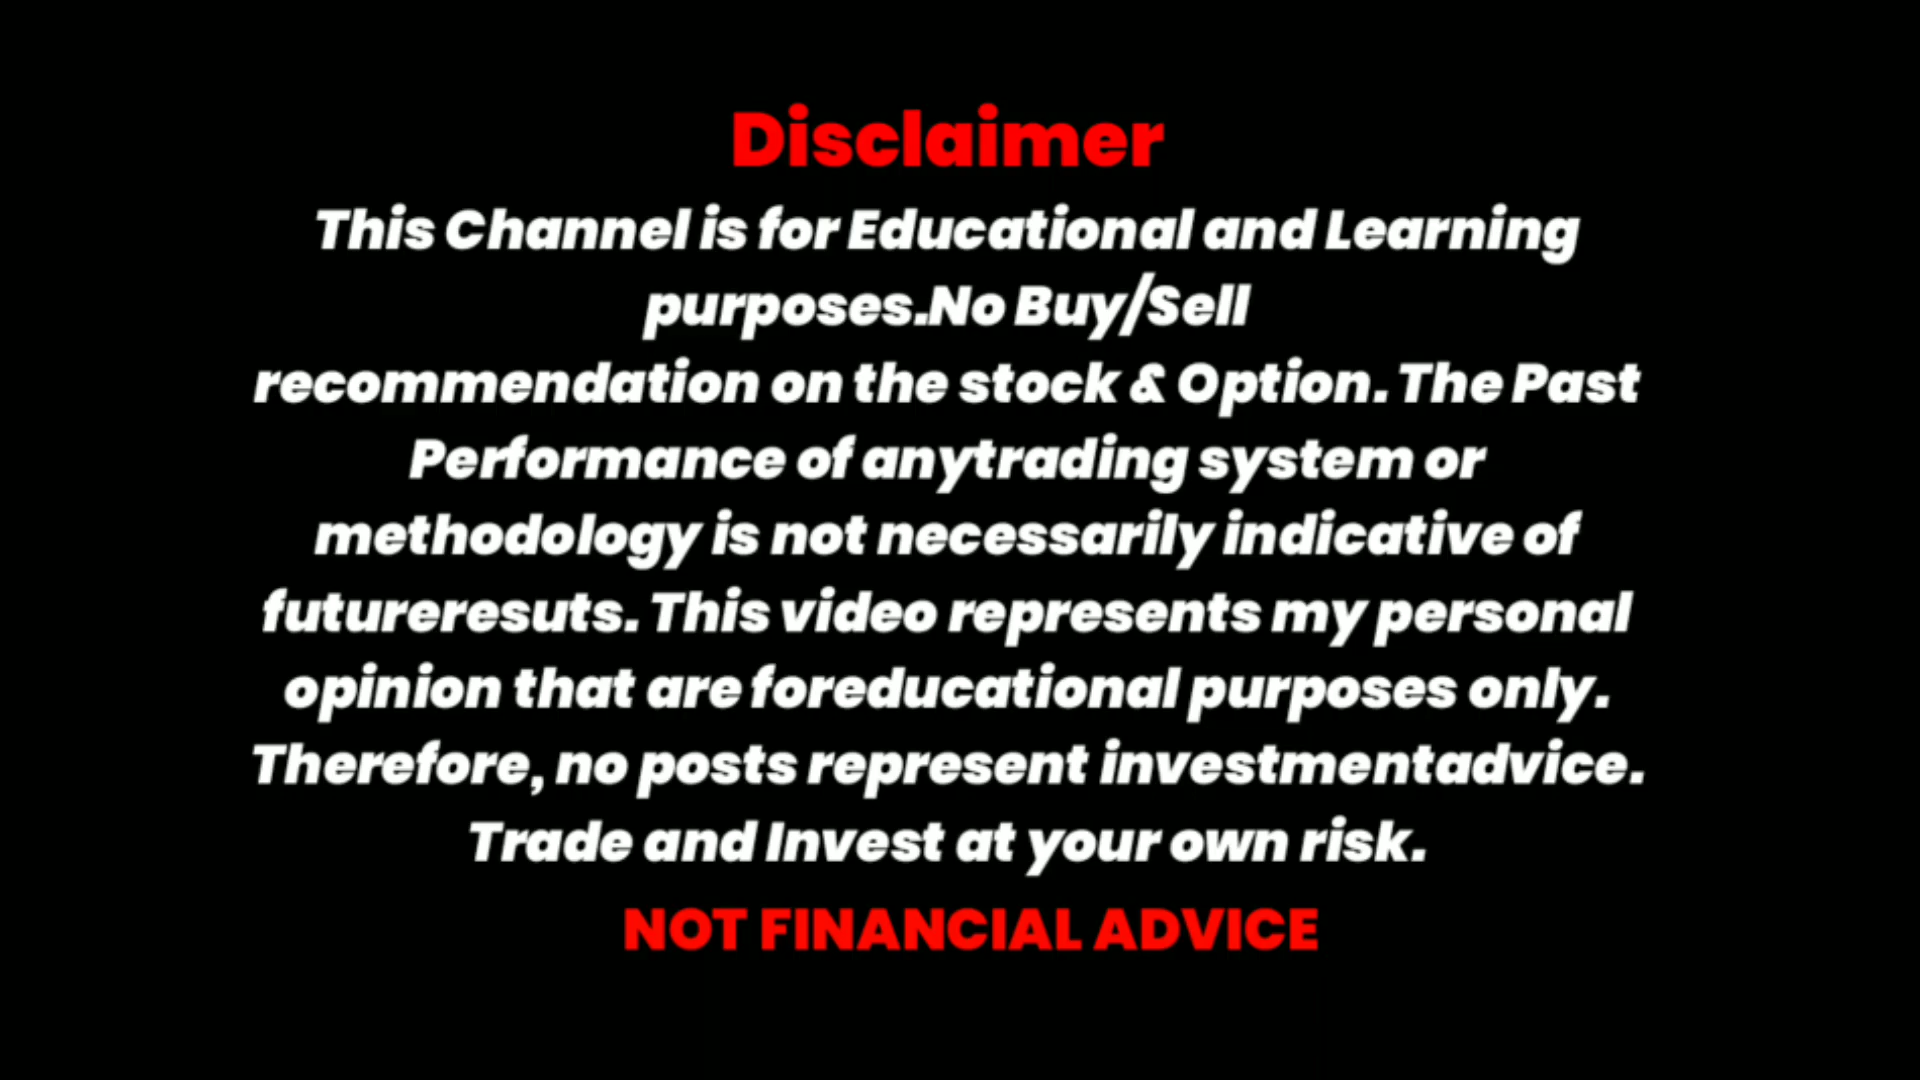 Disclaimer
This Channel is for Educational and Learning
purposes.No Buy/Sell
recommendation on the stock & Option. The Past
Performance of anytrading system or
methodology is not necessarily indicative of
futureresuts. This video represents my personal
opinion that are foreducational purposes only.
Therefore, no posts represent investmentadvice.
Trade and Invest at your own risk.
NOT FINANCIAL ADVICE